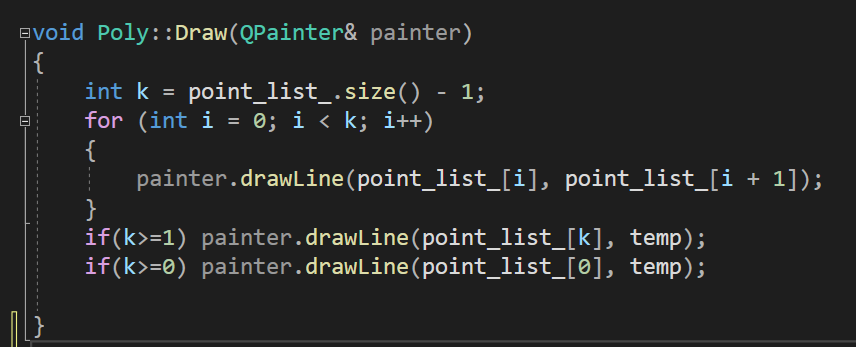 void Poly::Draw(QPainter& painter)
{
    int k = point_list_.size() - 1;
    for (int i = 0; i < k; i++)
    {
        painter.drawLine(point_list_[i], point_list_[i + 1]);
    }
    if(k>=1) painter.drawLine(point_list_[k], temp);
    if(k>=0) painter.drawLine(point_list_[0], temp);
}